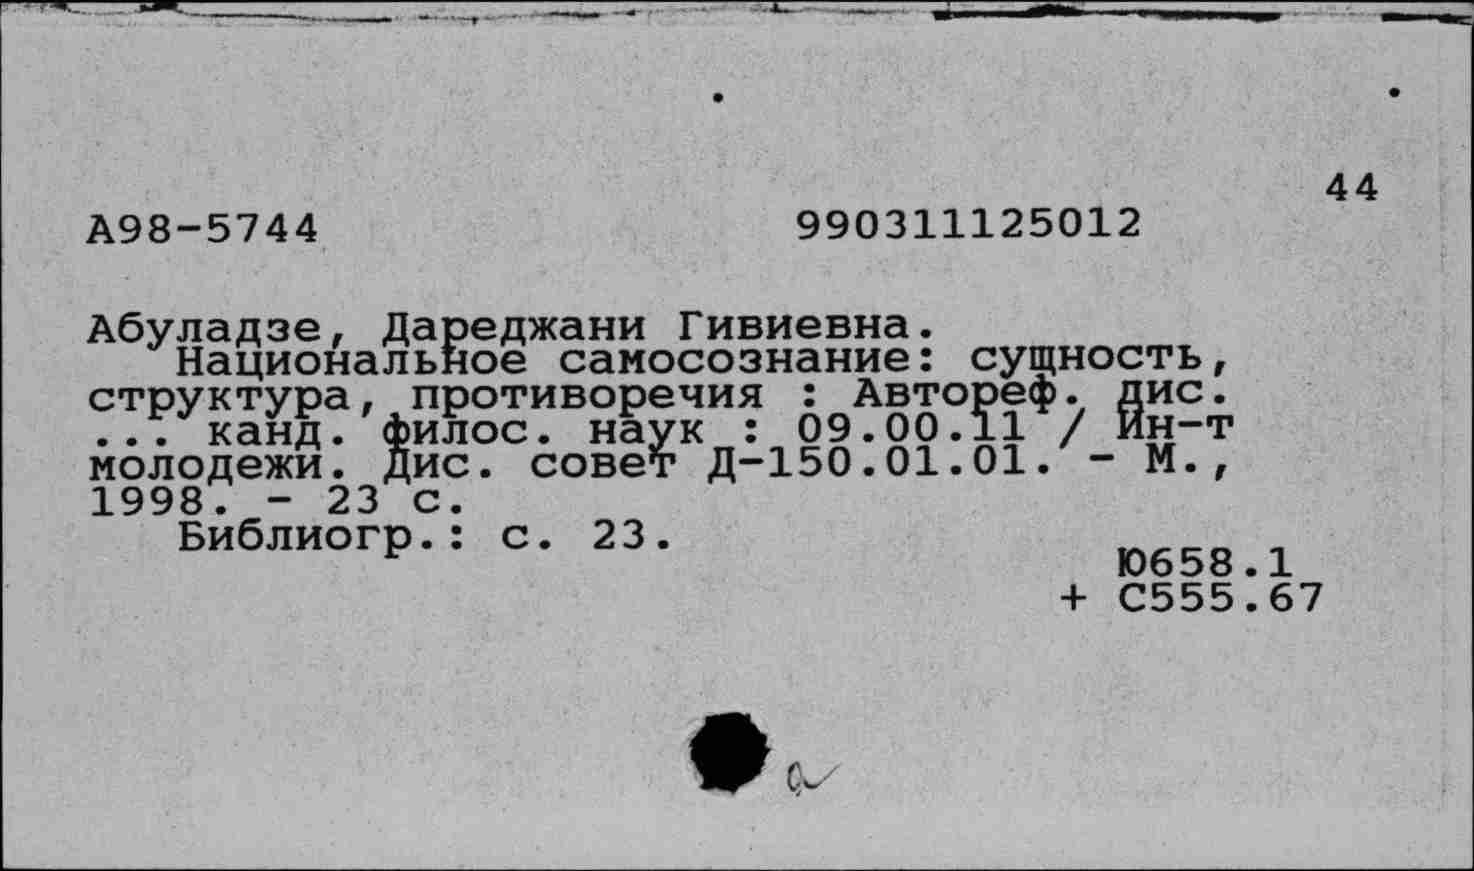 44
А98-5744 990311125012
Абуладзе, Дареджани Гивиевна.
Национальное самосознание: сущность,
структура, противоречия : Автореф. дис.
... канд. филос. наук : 09.00.11 / Ин-т
молодежи. Дис. совет Д-150.01.01. - М.,
1998. - 23 с.
Библиогр.: с. 23.
Ю658.1
+ С555.67